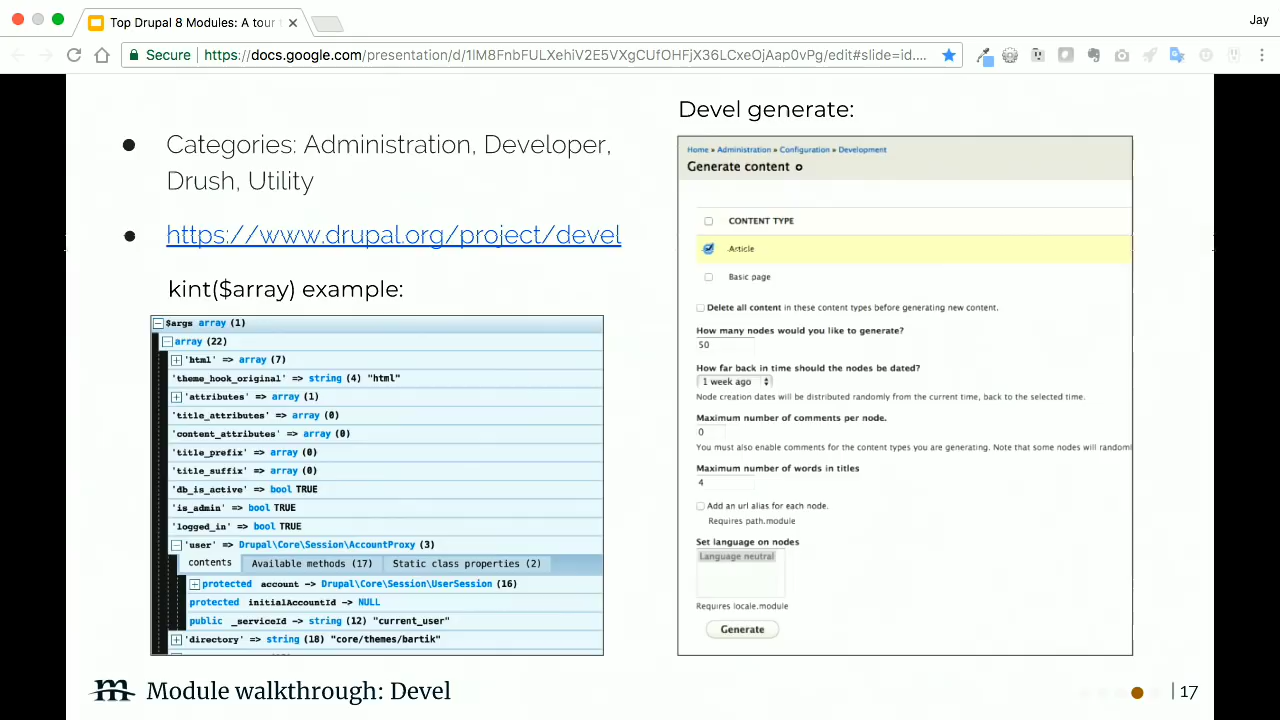 Top Drupal 8 Modules: A tour
Jay
Secure
https://docs.google.com/presentation/d/1IM8FnbFULXehiV2E5VXgCUfOHFjX36LCxeOjAap0vPg/edit#slide=id....
Categories: Administration, Developer,
Drush, Utility
https://www.drupal.org/project/devel
kint($array) example:
$args array (1)
array (22)
'html' => array (7)
'theme_hook_original' => string (4) "html"
'attributes' => array (1)
'title_attributes' => array (0)
'content_attributes' => array (0)
'title_prefix' => array (0)
'title_suffix' => array (0)
'db_is_active' => bool TRUE
'is_admin' => bool TRUE
'logged_in' => bool TRUE
'user' => Drupal\Core\Session\AccountProxy (3)
contents Available methods (17) Static class properties (2)
protected account -> Drupal\Core\Session\UserSession (16)
protected initialAccountId -> NULL
public _serviceId -> string (12) "current_user"
'directory' => string (18) "core/themes/bartik"
Devel generate:
Home » Administration » Configuration » Development
Generate content
CONTENT TYPE
Article
Basic page
Delete all content in these content types before generating new content.
How many nodes would you like to generate?
50
How far back in time should the nodes be dated?
1 week ago
Node creation dates will be distributed randomly from the current time, back to the selected time.
Maximum number of comments per node.
0
You must also enable comments for the content types you are generating. Note that some nodes will randoml
Maximum number of words in titles
4
Add an url alias for each node.
Requires path.module
Set language on nodes
Language neutral
Requires locale.module
Generate
m Module walkthrough: Devel
17